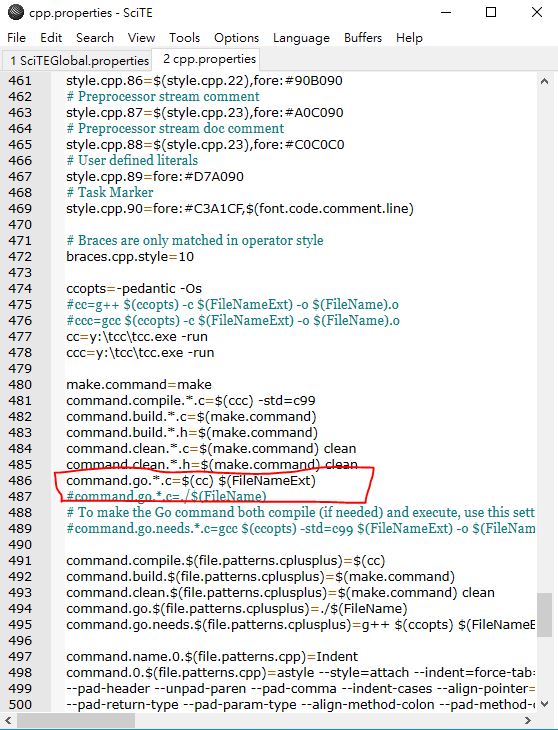 cpp.properties - SciTE
File Edit Search View Tools Options Language Buffers Help
1 SciTEGlobal.properties 2 cpp.properties
461 style.cpp.86=$(style.cpp.22),fore:#90B090
462 # Preprocessor stream comment
463 style.cpp.87=$(style.cpp.23),fore:#A0C090
464 # Preprocessor stream doc comment
465 style.cpp.88=$(style.cpp.23),fore:#C0C0C0
466 # User defined literals
467 style.cpp.89=fore:#D7A090
468 # Task Marker
469 style.cpp.90=fore:#C3A1CF,$(font.code.comment.line)
470
471 # Braces are only matched in operator style
472 braces.cpp.style=10
473
474 ccopts=-pedantic -Os
475 #cc=g++ $(ccopts) -c $(FileNameExt) -o $(FileName).o
476 #ccc=gcc $(ccopts) -c $(FileNameExt) -o $(FileName).o
477 cc=y:\tcc\tcc.exe -run
478 ccc=y:\tcc\tcc.exe -run
479
480 make.command=make
481 command.compile.*.c=$(ccc) -std=c99
482 command.build.*.c=$(make.command)
483 command.build.*.h=$(make.command)
484 command.clean.*.c=$(make.command) clean
485 command.clean.*.h=$(make.command) clean
486 command.go.*.c=$(cc) $(FileNameExt)
487 #command.go.*.c=./$(FileName)
488 # To make the Go command both compile (if needed) and execute, use this sett
489 #command.go.needs.*.c=gcc $(ccopts) -std=c99 $(FileNameExt) -o $(FileNam
490
491 command.compile.$(file.patterns.cplusplus)=$(cc)
492 command.build.$(file.patterns.cplusplus)=$(make.command)
493 command.clean.$(file.patterns.cplusplus)=$(make.command) clean
494 command.go.$(file.patterns.cplusplus)=./$(FileName)
495 command.go.needs.$(file.patterns.cplusplus)=g++ $(ccopts) $(FileNameE
496
497 command.name.0.$(file.patterns.cpp)=Indent
498 command.0.$(file.patterns.cpp)=astyle --style=attach --indent=force-tab=
499 --pad-header --unpad-paren --pad-comma --indent-cases --align-pointer=
500 --pad-return-type --pad-param-type --align-method-colon --pad-method-